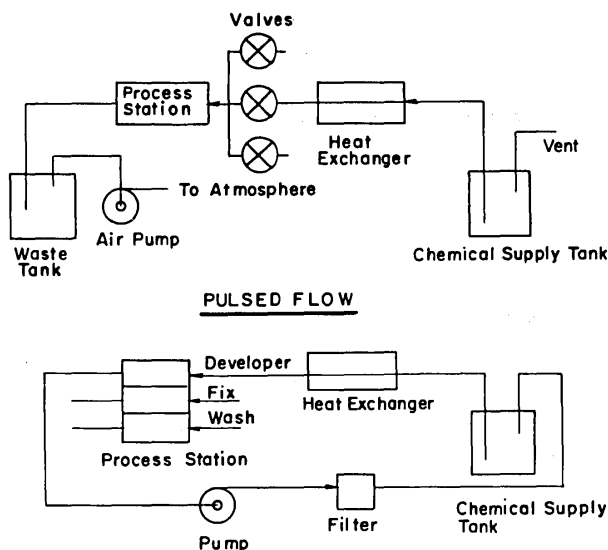 Valves
Process
Station
Heat
Exchanger
Vent
To Atmosphere
Air Pump
Waste
Tank
Chemical Supply Tank
PULSED FLOW
Developer
Fix
Wash
Heat Exchanger
Process Station
Pump
Filter
Chemical Supply
Tank